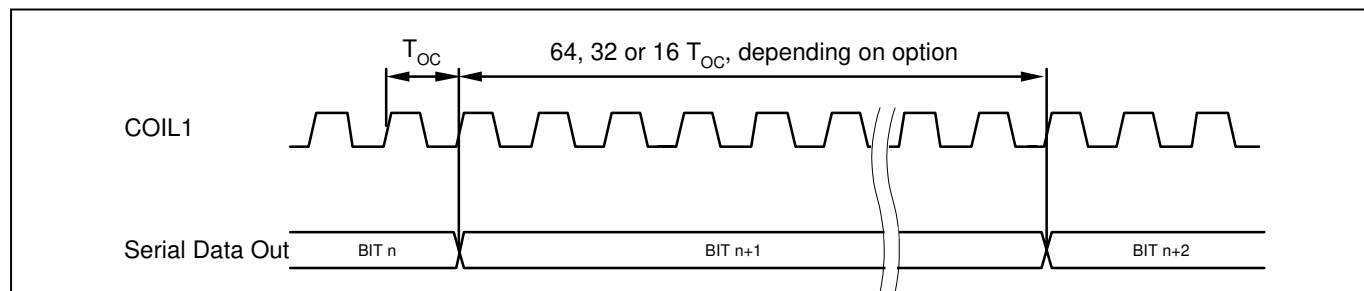 T_OC 64, 32 or 16 T_OC, depending on option
COIL1
Serial Data Out BIT n BIT n+1 BIT n+2